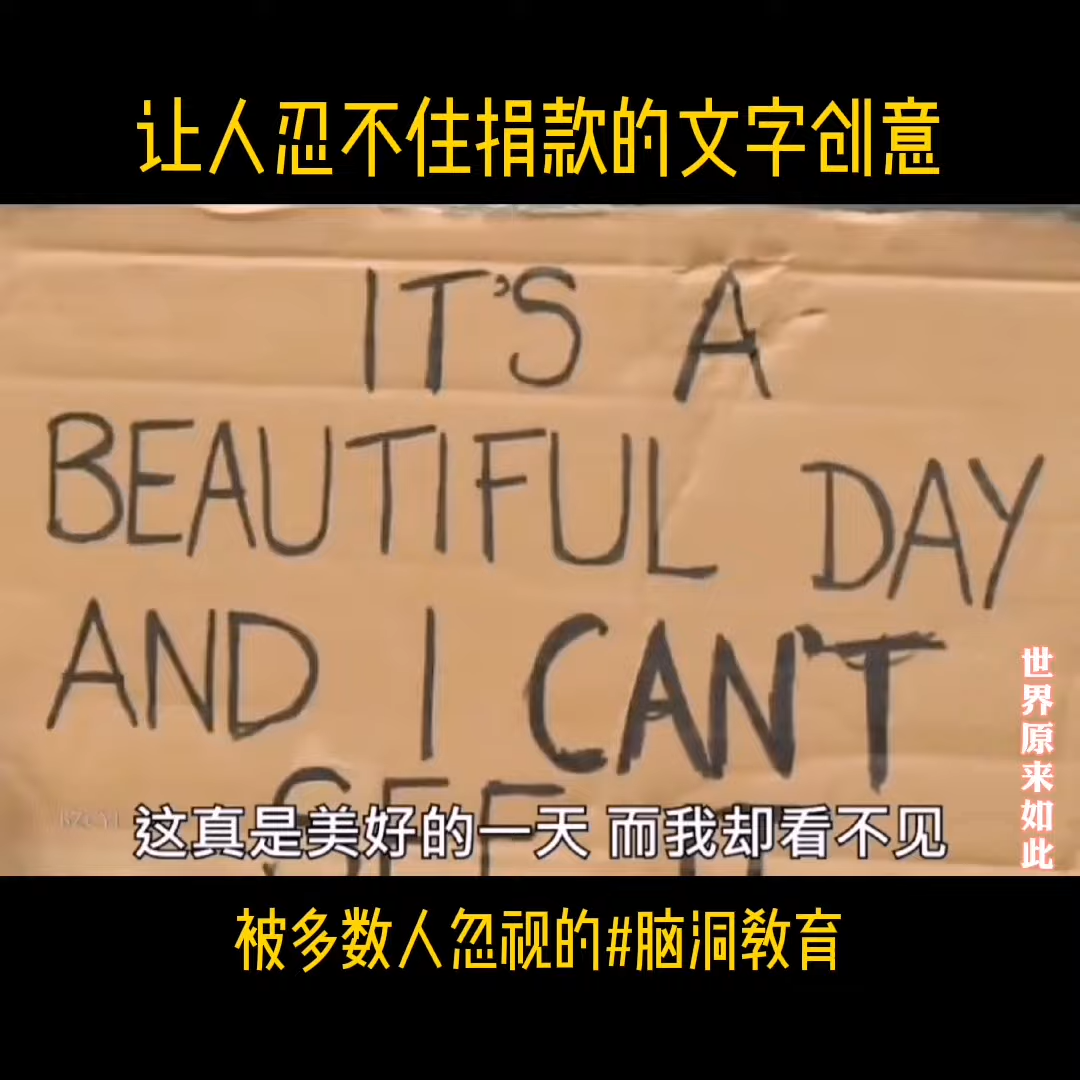 让人忍不住捐款的文字创意
IT'S A
BEAUTIFUL DAY
AND I CAN'T
SEE IT
世界原来如此
这真是美好的一天 而我却看不见
被多数人忽视的#脑洞教育